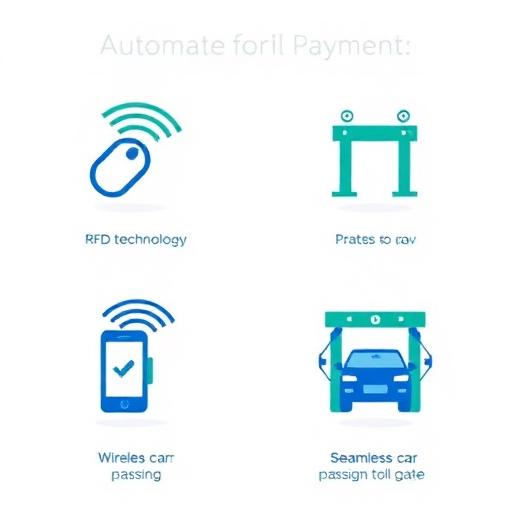 Automate forll Payment:
RFD technology
Prates to rav
Wireles carr
passing
Seamless car
passign toll gate